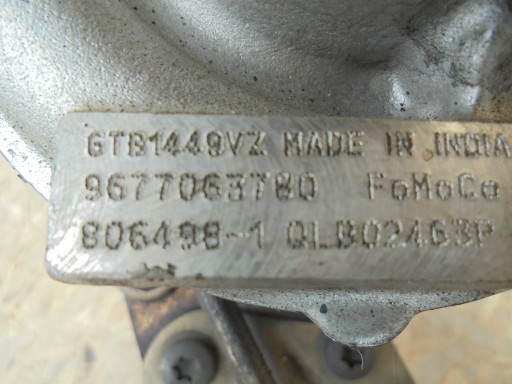 GTB1449VZ MADE IN INDIA
9677063780 FoMoCo
806498-1 QLB02463P